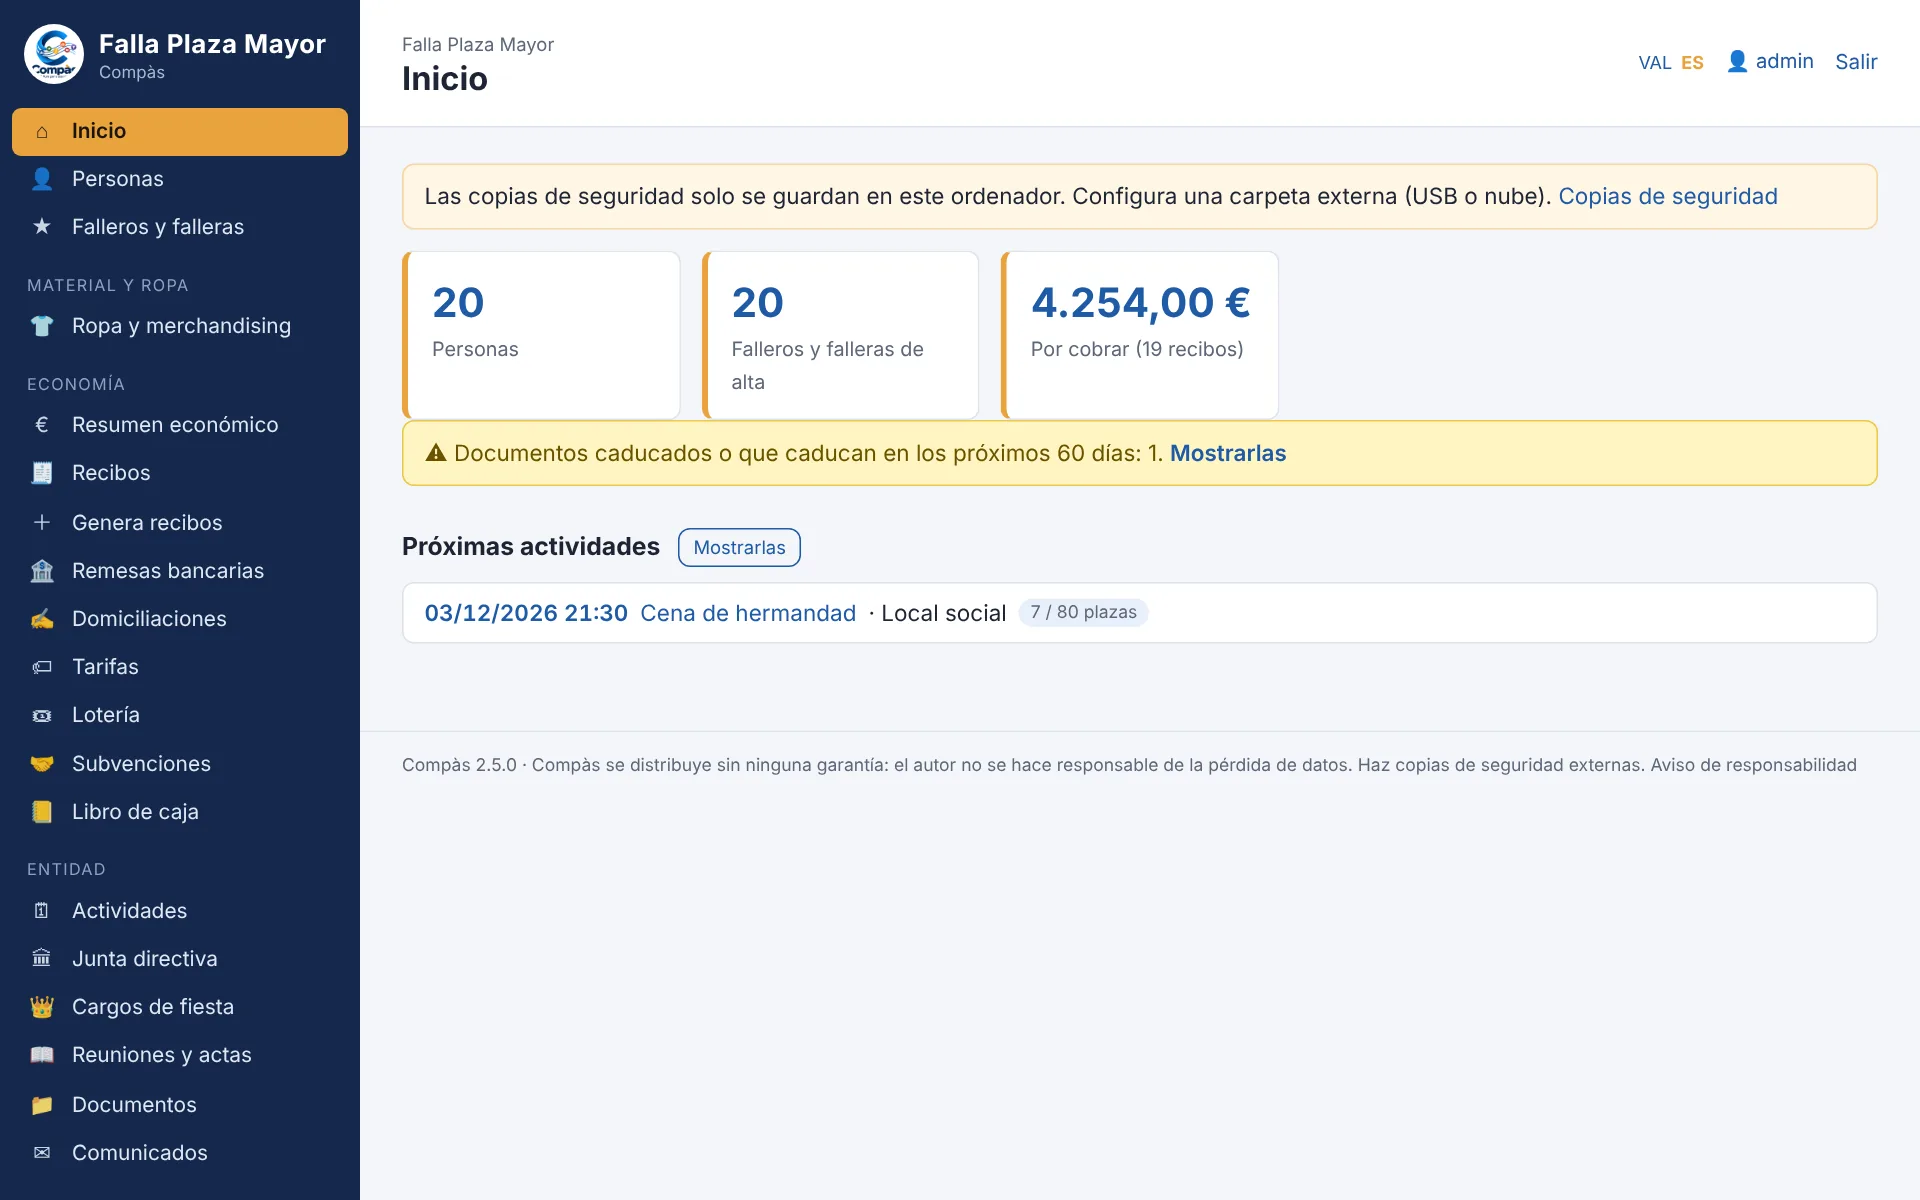 Compàs
Falla Plaza Mayor
Compàs
Inicio
Personas
Falleros y falleras
MATERIAL Y ROPA
Ropa y merchandising
ECONOMÍA
€ Resumen económico
Recibos
Genera recibos
Remesas bancarias
Domiciliaciones
Tarifas
Lotería
Subvenciones
Libro de caja
ENTIDAD
Actividades
Junta directiva
Cargos de fiesta
Reuniones y actas
Documentos
Comunicados
Falla Plaza Mayor
Inicio
VAL ES admin Salir
Las copias de seguridad solo se guardan en este ordenador. Configura una carpeta externa (USB o nube). Copias de seguridad
20
Personas
20
Falleros y falleras de
alta
4.254,00 €
Por cobrar (19 recibos)
⚠ Documentos caducados o que caducan en los próximos 60 días: 1. Mostrarlas
Próximas actividades Mostrarlas
03/12/2026 21:30 Cena de hermandad · Local social 7 / 80 plazas
Compàs 2.5.0 · Compàs se distribuye sin ninguna garantía: el autor no se hace responsable de la pérdida de datos. Haz copias de seguridad externas. Aviso de responsabilidad